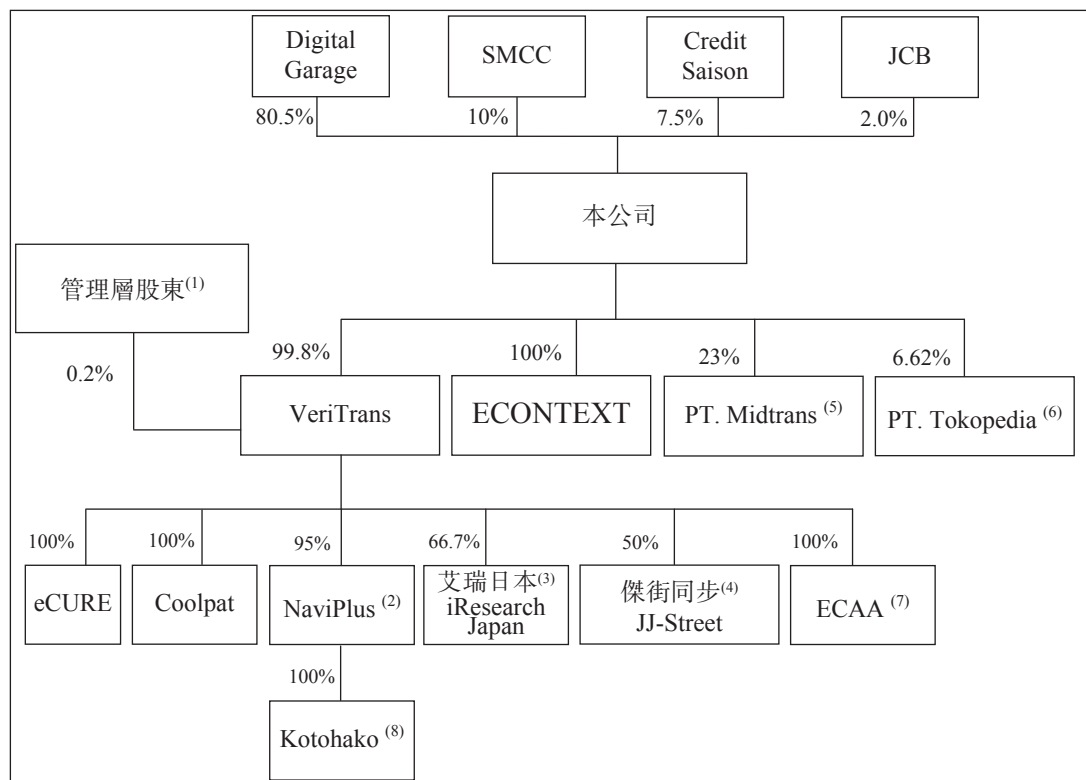 Digital
Garage
SMCC
Credit
Saison
JCB
80.5%
10%
7.5%
2.0%
本公司
管理層股東(1)
0.2%
99.8%
100%
23%
6.62%
VeriTrans
ECONTEXT
PT. Midtrans (5)
PT. Tokopedia (6)
100%
100%
95%
66.7%
50%
100%
eCURE
Coolpat
NaviPlus (2)
艾瑞日本(3)
iResearch
Japan
傑街同步(4)
JJ-Street
ECAA (7)
100%
Kotohako (8)